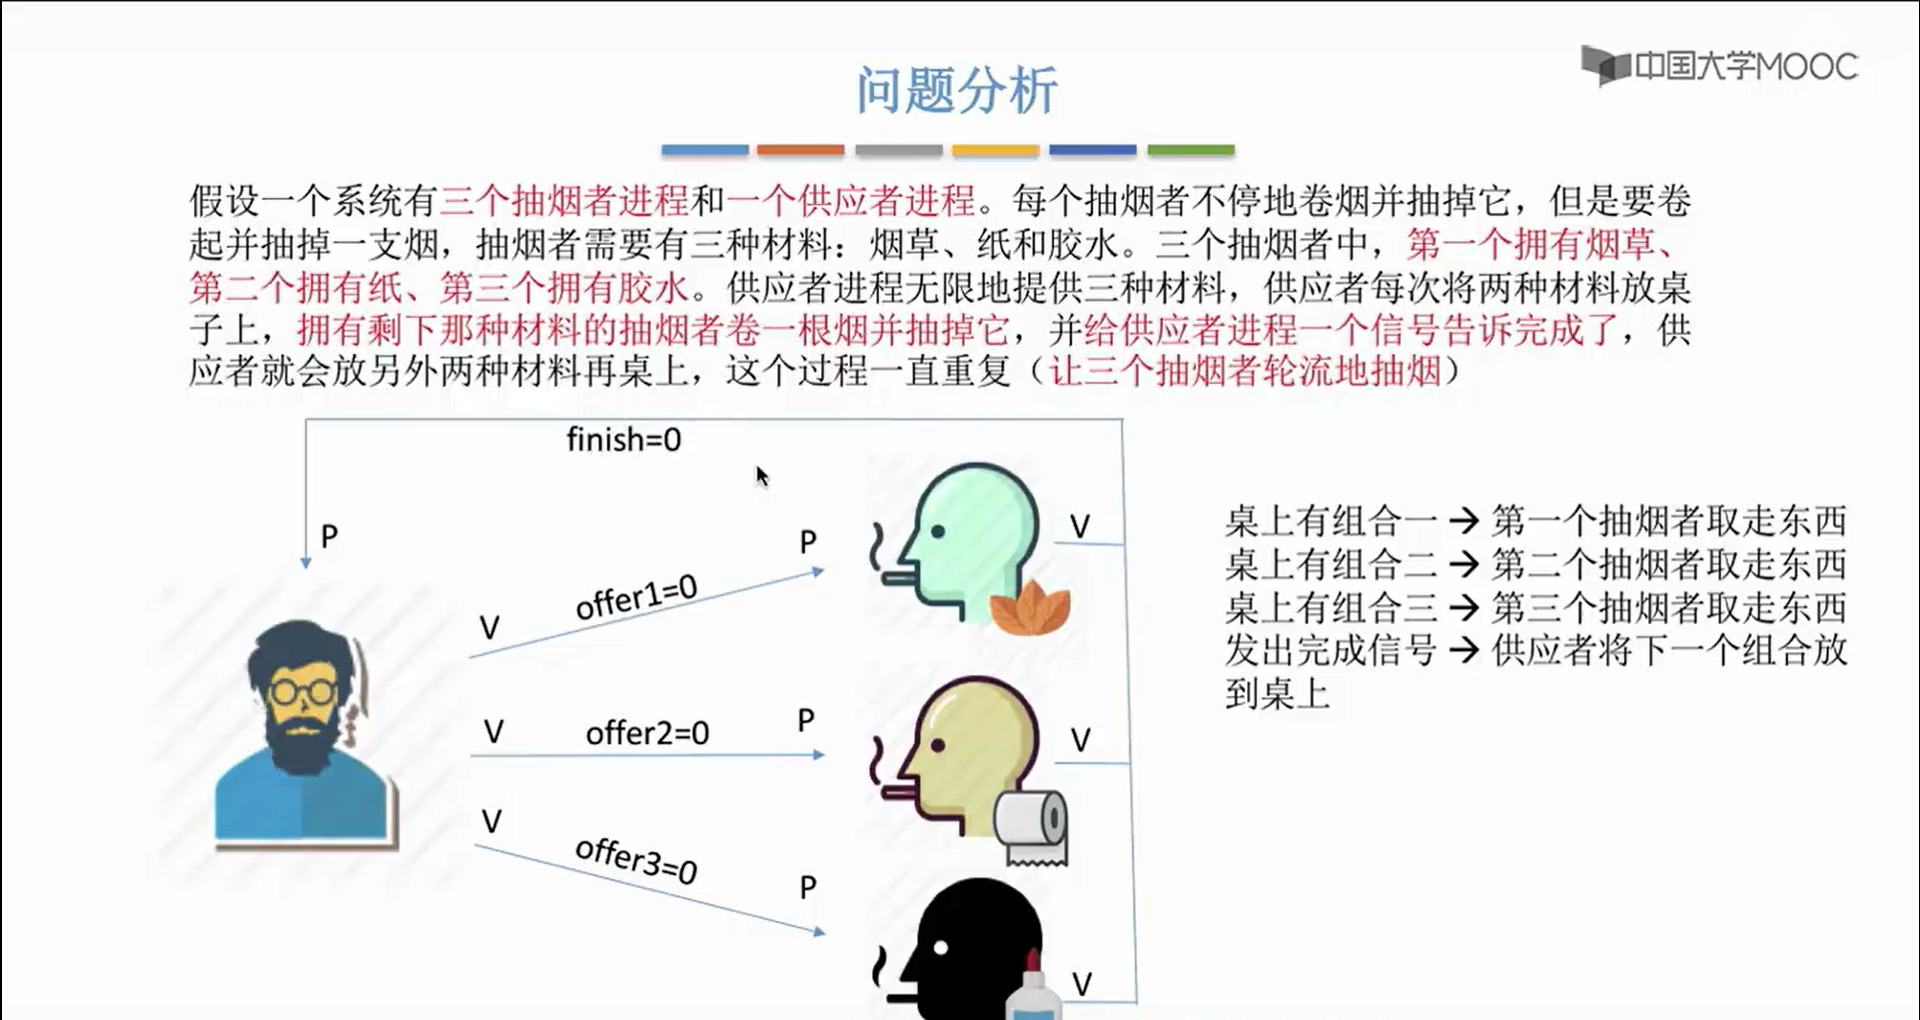 中国大学MOOC
问题分析
假设一个系统有三个抽烟者进程和一个供应者进程。每个抽烟者不停地卷烟并抽掉它，但是要卷
起并抽掉一支烟，抽烟者需要有三种材料：烟草、纸和胶水。三个抽烟者中，第一个拥有烟草、
第二个拥有纸、第三个拥有胶水。供应者进程无限地提供三种材料，供应者每次将两种材料放桌
子上，拥有剩下那种材料的抽烟者卷一根烟并抽掉它，并给供应者进程一个信号告诉完成了，供
应者就会放另外两种材料再桌上，这个过程一直重复（让三个抽烟者轮流地抽烟）
finish=0
P
P
V
offer1=0
V
V
offer2=0
P
V
V
offer3=0
P
V
桌上有组合一 → 第一个抽烟者取走东西
桌上有组合二 → 第二个抽烟者取走东西
桌上有组合三 → 第三个抽烟者取走东西
发出完成信号 → 供应者将下一个组合放
到桌上